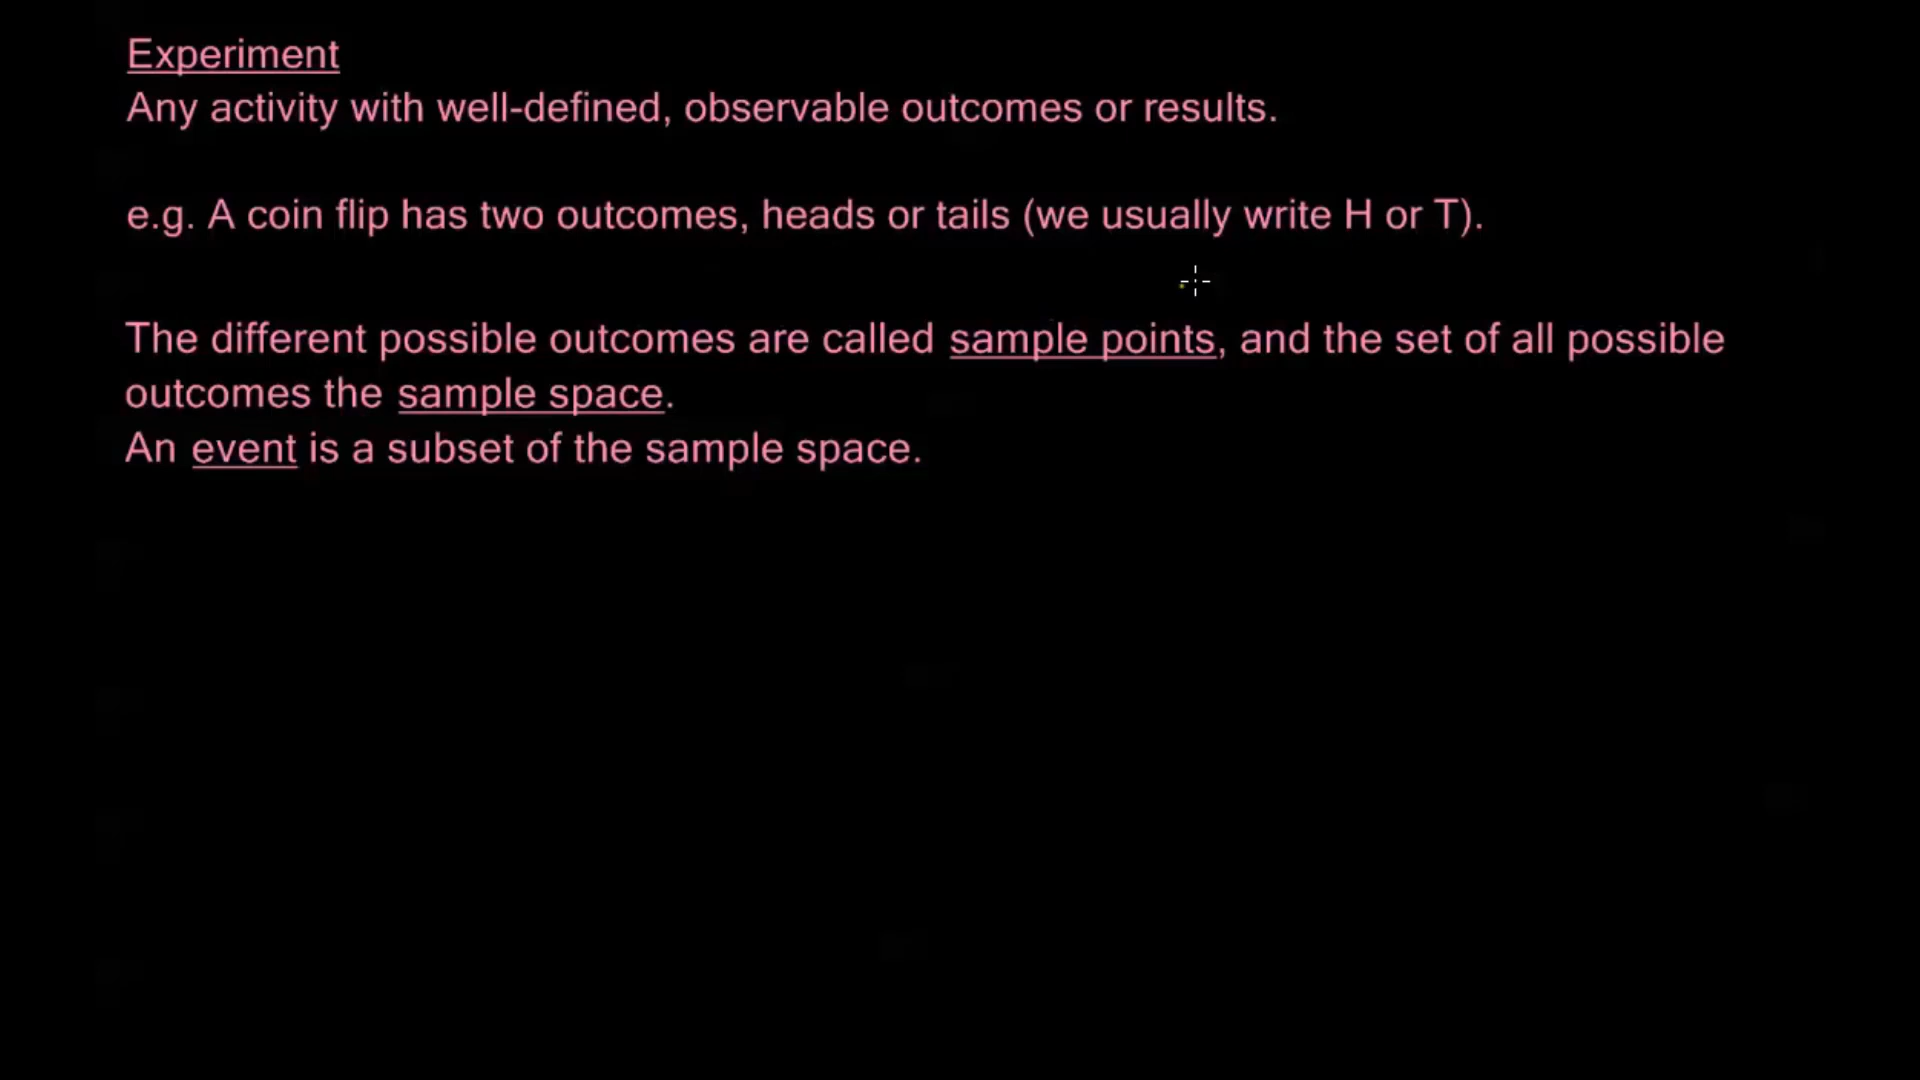 Experiment
Any activity with well-defined, observable outcomes or results.
e.g. A coin flip has two outcomes, heads or tails (we usually write H or T).
The different possible outcomes are called sample points, and the set of all possible
outcomes the sample space.
An event is a subset of the sample space.